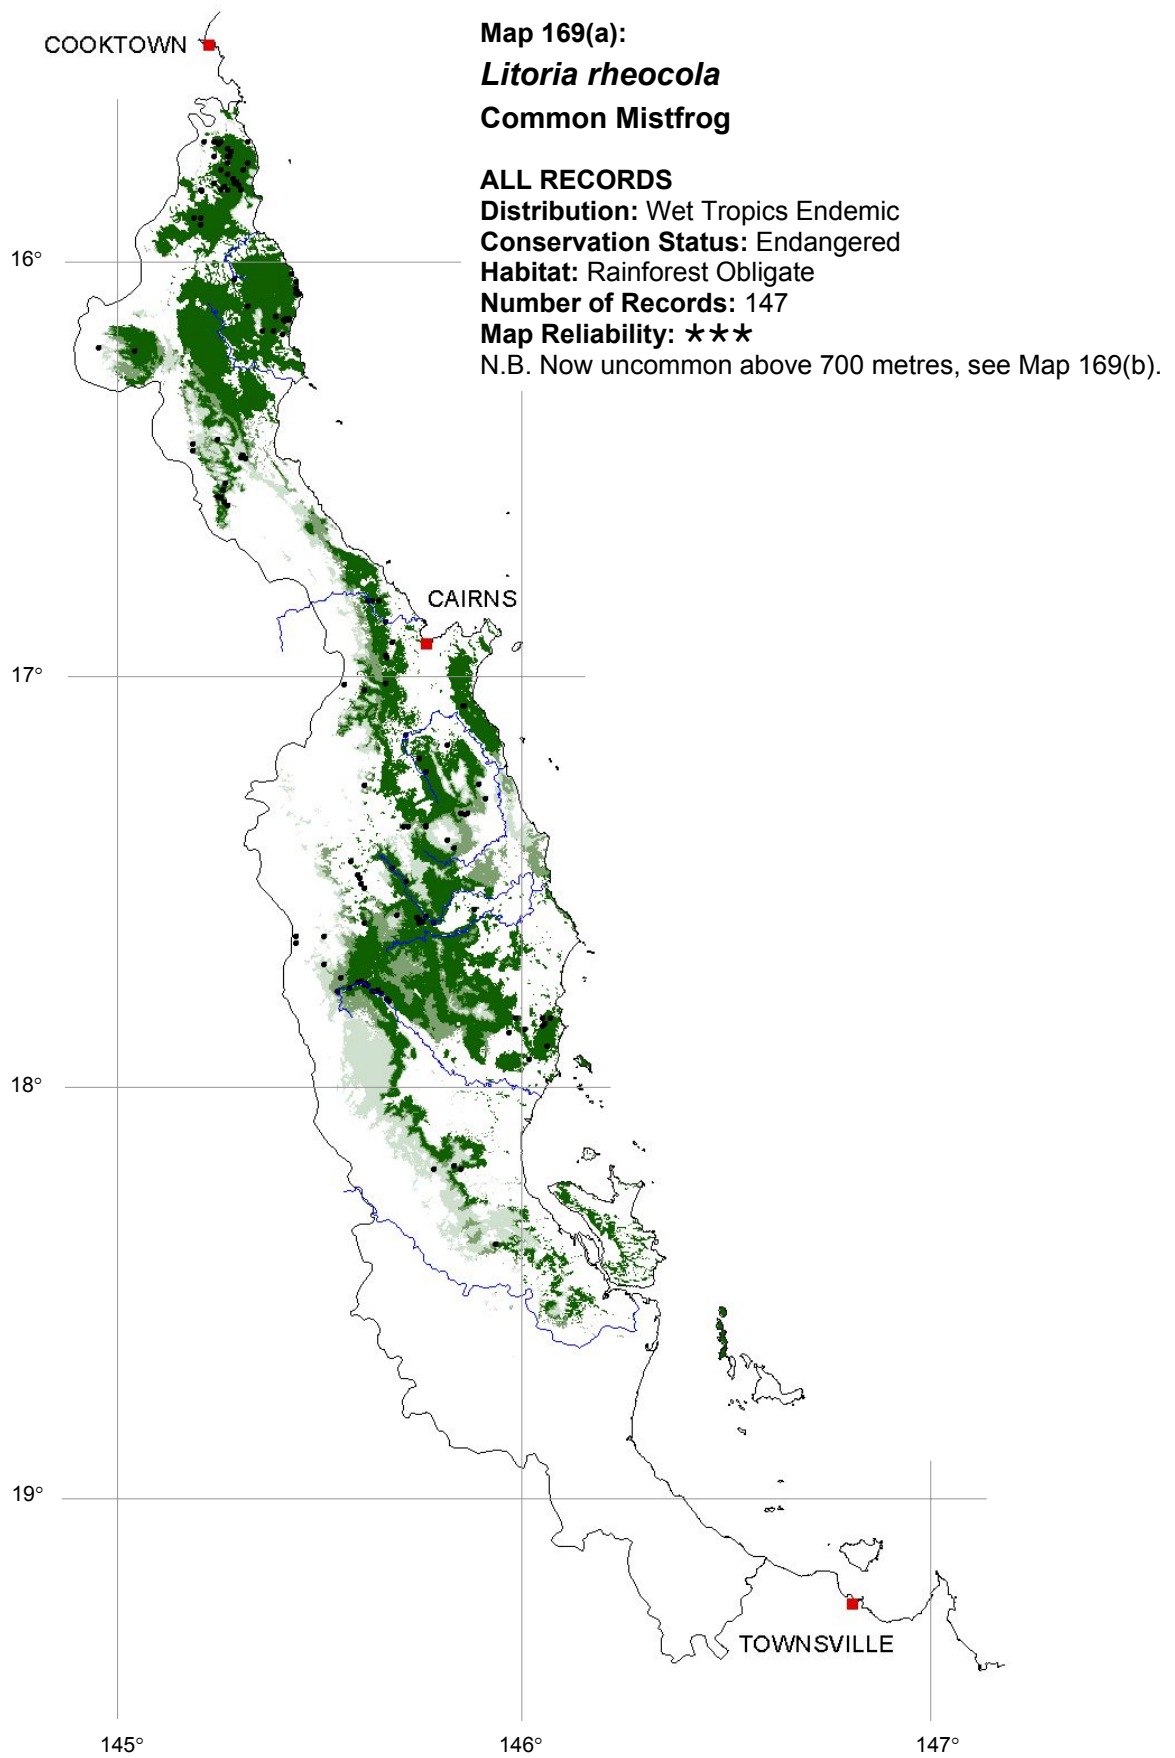 COOKTOWN
Map 169(a):
Litoria rheocola
Common Mistfrog
ALL RECORDS
Distribution: Wet Tropics Endemic
Conservation Status: Endangered
Habitat: Rainforest Obligate
Number of Records: 147
Map Reliability: ***
N.B. Now uncommon above 700 metres, see Map 169(b).
16°
CAIRNS
17°
18°
19°
TOWNSVILLE
145°
146°
147°